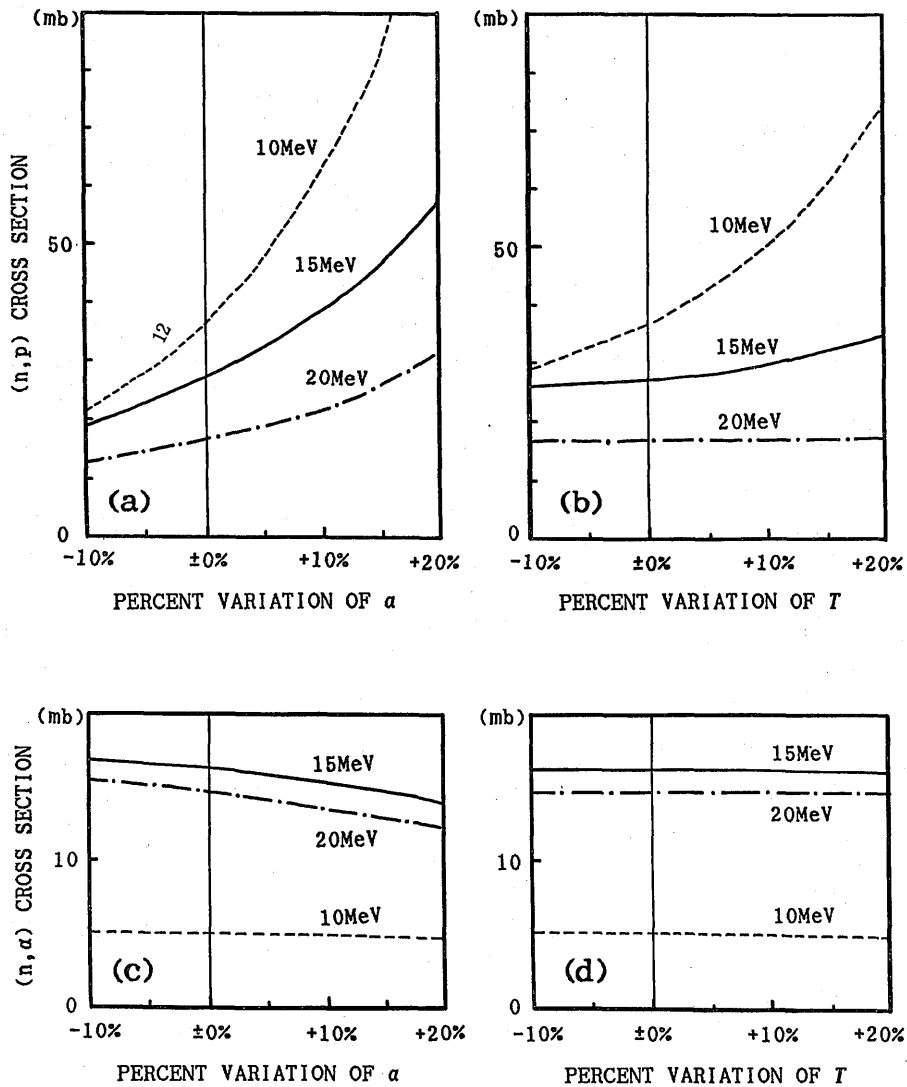 (mb)
10MeV
50
15MeV
12
20MeV
(a)
0
-10% ±0% +10% +20%
(n,p) CROSS SECTION
PERCENT VARIATION OF a
(mb)
10MeV
50
15MeV
20MeV
(b)
0
-10% ±0% +10% +20%
PERCENT VARIATION OF T
(mb)
15MeV
20MeV
10
10MeV
(c)
0
-10% ±0% +10% +20%
(n,α) CROSS SECTION
PERCENT VARIATION OF a
(mb)
15MeV
20MeV
10
10MeV
(d)
0
-10% ±0% +10% +20%
PERCENT VARIATION OF T